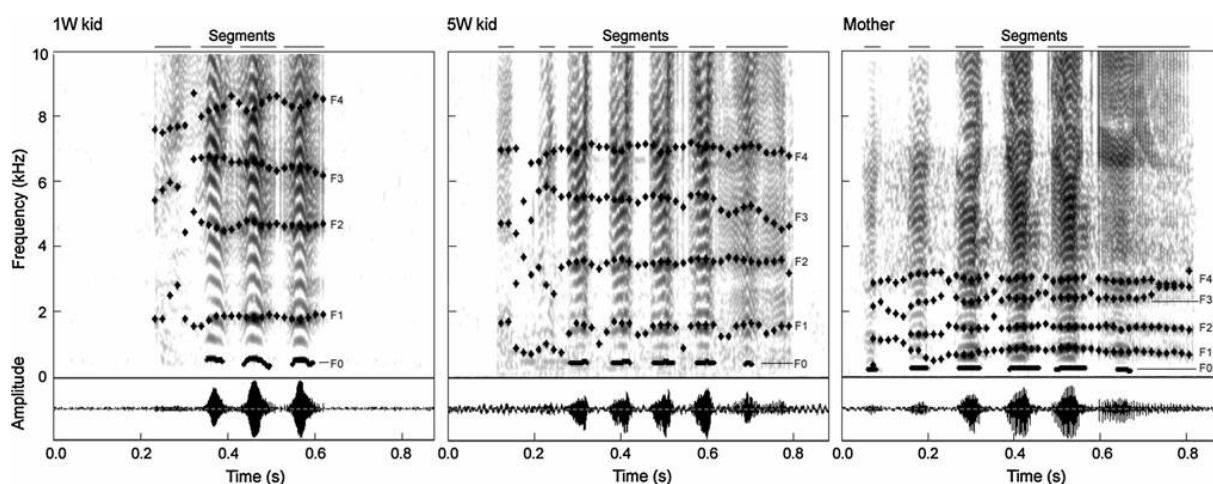 1W kid
Segments
10
8
6
4
2
0
Frequency (kHz)
Amplitude
F4
F3
F2
F1
F0
0.0 0.2 0.4 0.6 0.8
Time (s)
5W kid
Segments
F4
F3
F2
F1
F0
0.0 0.2 0.4 0.6 0.8
Time (s)
Mother
Segments
F4
F3
F2
F1
F0
0.0 0.2 0.4 0.6 0.8
Time (s)